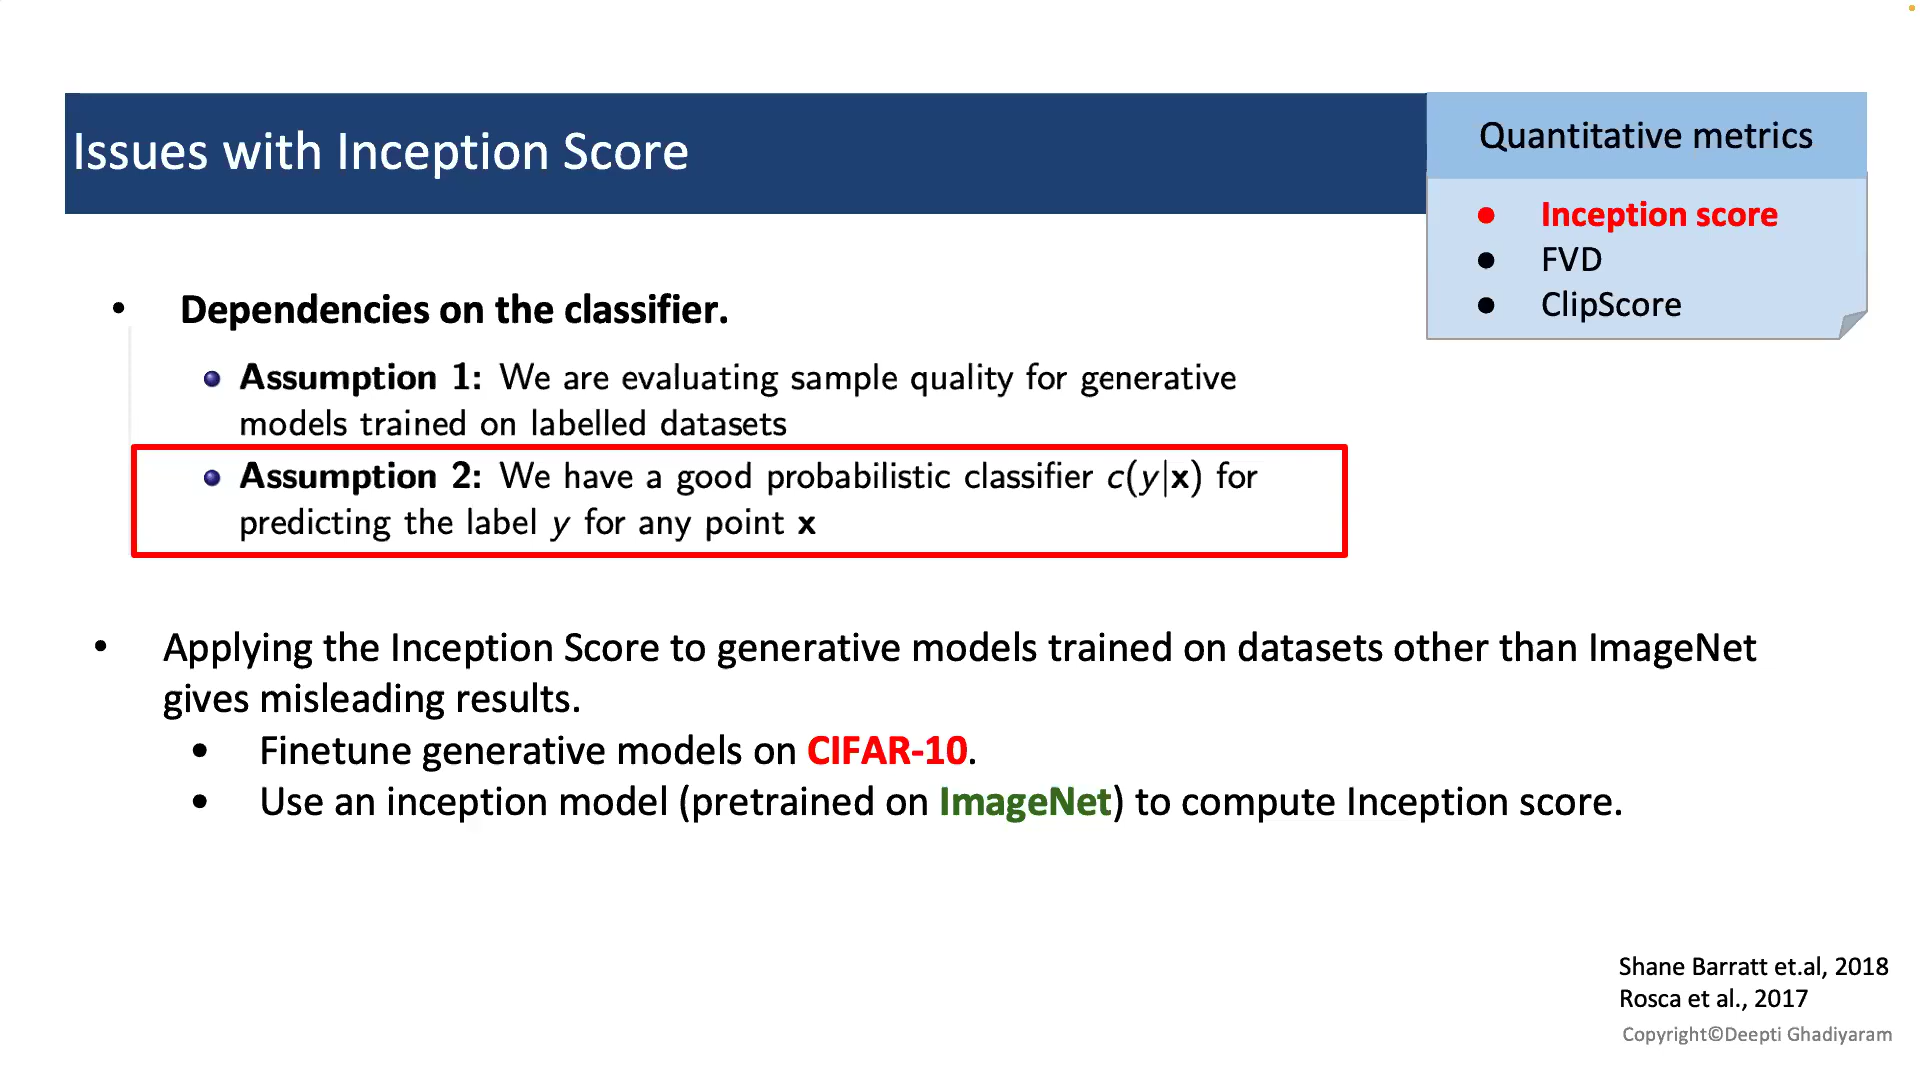 Issues with Inception Score
Quantitative metrics
• Inception score
• FVD
• ClipScore
• Dependencies on the classifier.
• Assumption 1: We are evaluating sample quality for generative
models trained on labelled datasets
• Assumption 2: We have a good probabilistic classifier c(y|x) for
predicting the label y for any point x
• Applying the Inception Score to generative models trained on datasets other than ImageNet
gives misleading results.
• Finetune generative models on CIFAR-10.
• Use an inception model (pretrained on ImageNet) to compute Inception score.
Shane Barratt et.al, 2018
Rosca et al., 2017
Copyright©Deepti Ghadiyaram